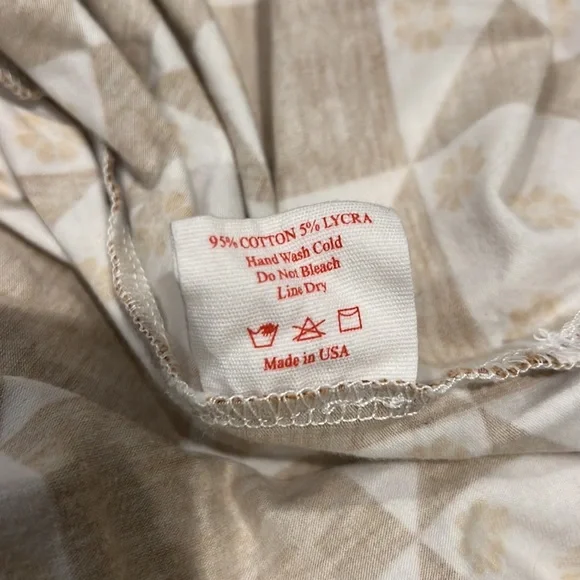 95% COTTON 5% LYCRA
Hand Wash Cold
Do Not Bleach
Line Dry
Made in USA